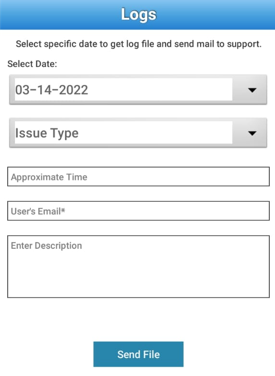 Logs
Select specific date to get log file and send mail to support.
Select Date:
03-14-2022
Issue Type
Approximate Time
User's Email*
Enter Description
Send File